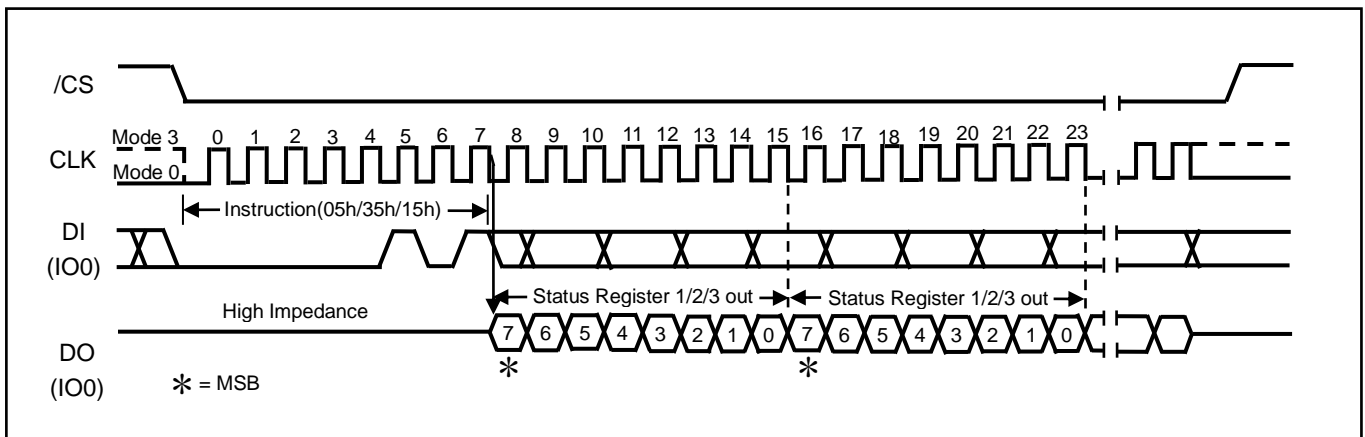 /CS
Mode 3 0 1 2 3 4 5 6 7 8 9 10 11 12 13 14 15 16 17 18 19 20 21 22 23
CLK
Mode 0
Instruction(05h/35h/15h)
DI
(IO0)
Status Register 1/2/3 out Status Register 1/2/3 out
High Impedance
7 6 5 4 3 2 1 0 7 6 5 4 3 2 1 0
DO
(IO0)
* *
* = MSB